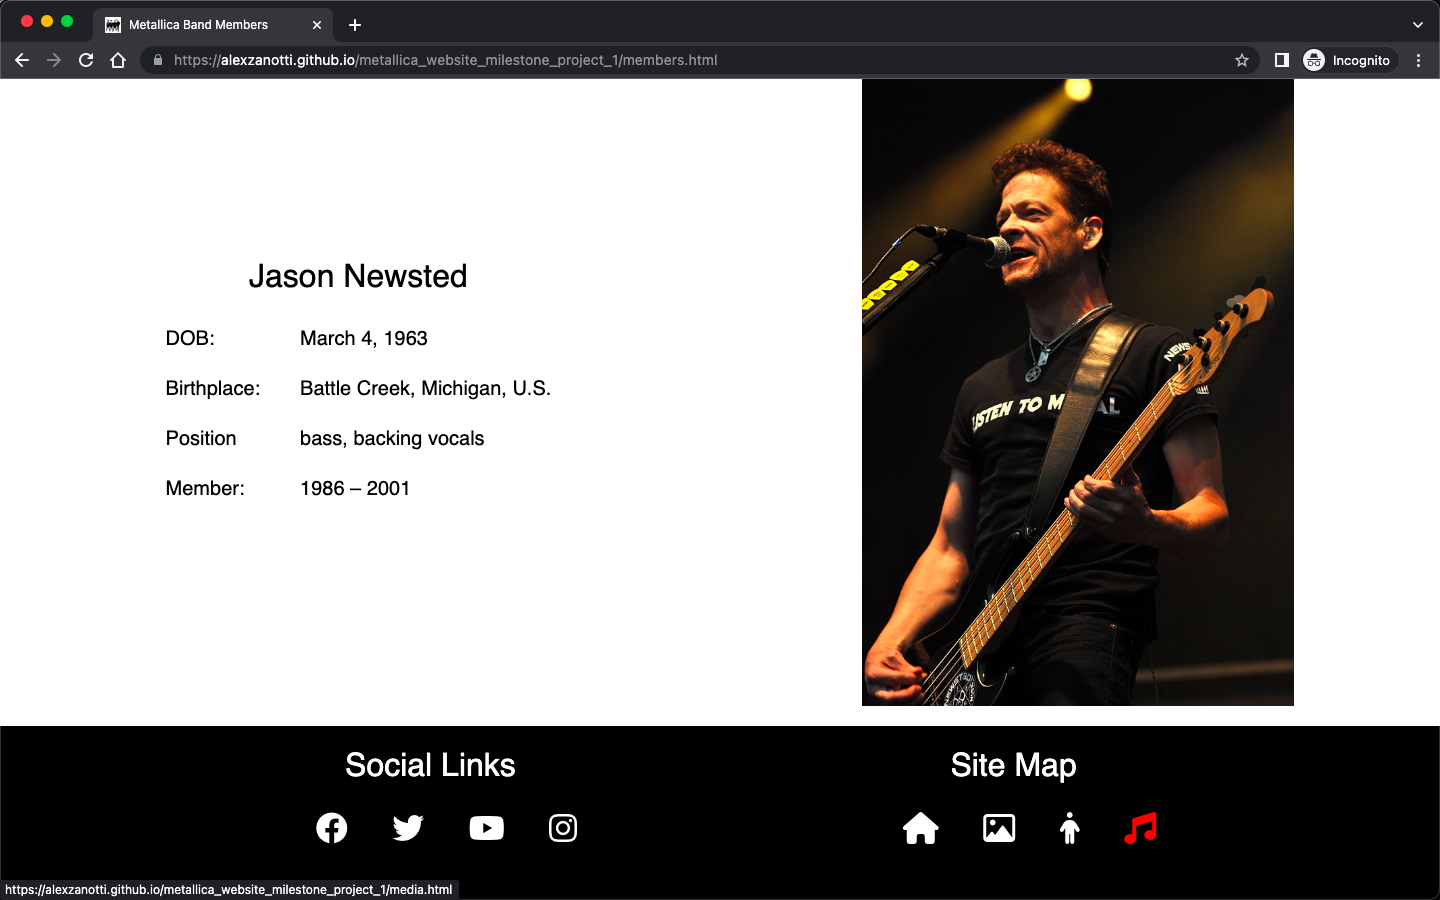 Metallica Band Members
https://alexzanotti.github.io/metallica_website_milestone_project_1/members.html
Incognito
Jason Newsted
DOB: March 4, 1963
Birthplace: Battle Creek, Michigan, U.S.
Position bass, backing vocals
Member: 1986 – 2001
LISTEN TO M AL
NEWS
Social Links
Site Map
https://alexzanotti.github.io/metallica_website_milestone_project_1/media.html